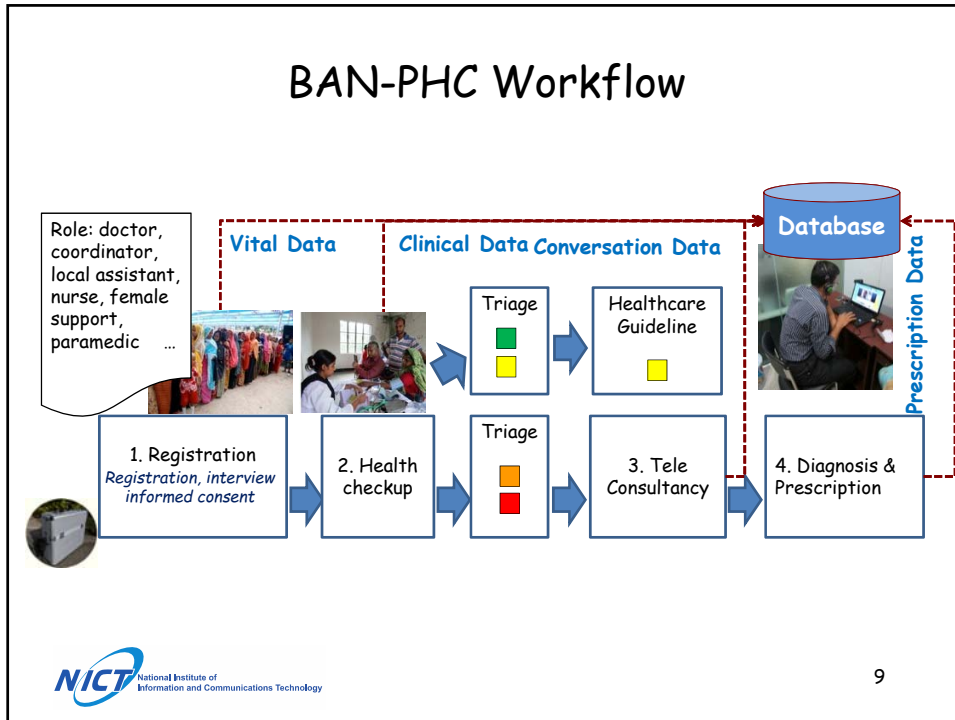 BAN-PHC Workflow
Role: doctor,
coordinator,
local assistant,
nurse, female
support,
paramedic ...
Vital Data
Clinical Data
Conversation Data
Database
Prescription Data
Triage
Healthcare
Guideline
1. Registration
Registration, interview
informed consent
2. Health
checkup
Triage
3. Tele
Consultancy
4. Diagnosis &
Prescription
NICT
National Institute of
Information and Communications Technology
9